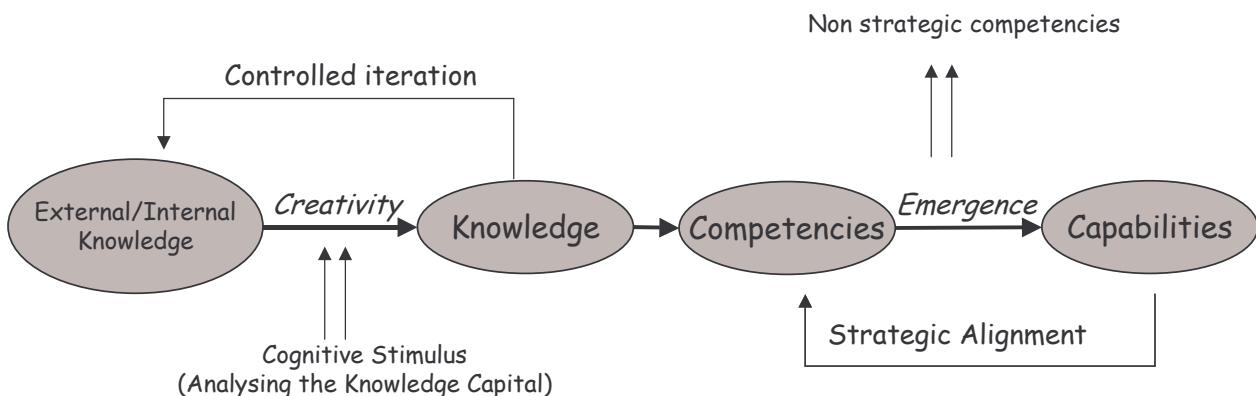 Non strategic competencies
Controlled iteration
External/Internal
Knowledge
Creativity
Knowledge
Competencies
Emergence
Capabilities
Cognitive Stimulus
(Analysing the Knowledge Capital)
Strategic Alignment